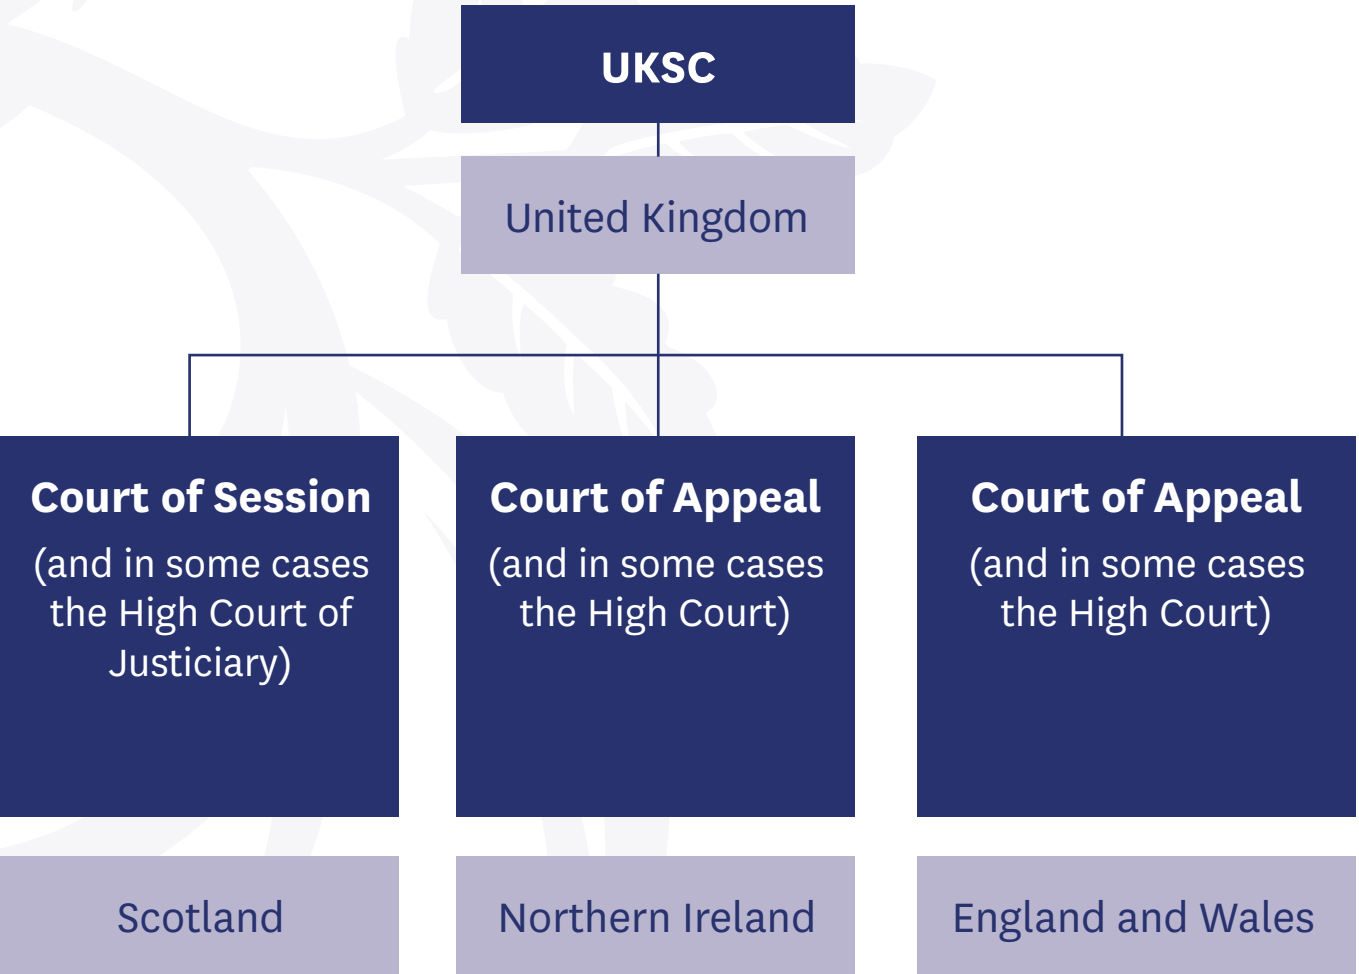 UKSC
United Kingdom
Court of Session
(and in some cases
the High Court of
Justiciary)
Scotland
Court of Appeal
(and in some cases
the High Court)
Northern Ireland
Court of Appeal
(and in some cases
the High Court)
England and Wales